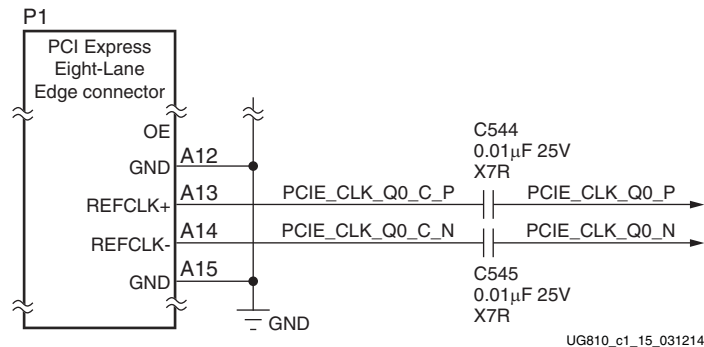 P1
PCI Express
Eight-Lane
Edge connector
OE
GND
A12
REFCLK+
A13
PCIE_CLK_Q0_C_P
PCIE_CLK_Q0_P
C544
0.01µF 25V
X7R
REFCLK-
A14
PCIE_CLK_Q0_C_N
PCIE_CLK_Q0_N
GND
A15
C545
0.01µF 25V
X7R
GND
UG810_c1_15_031214